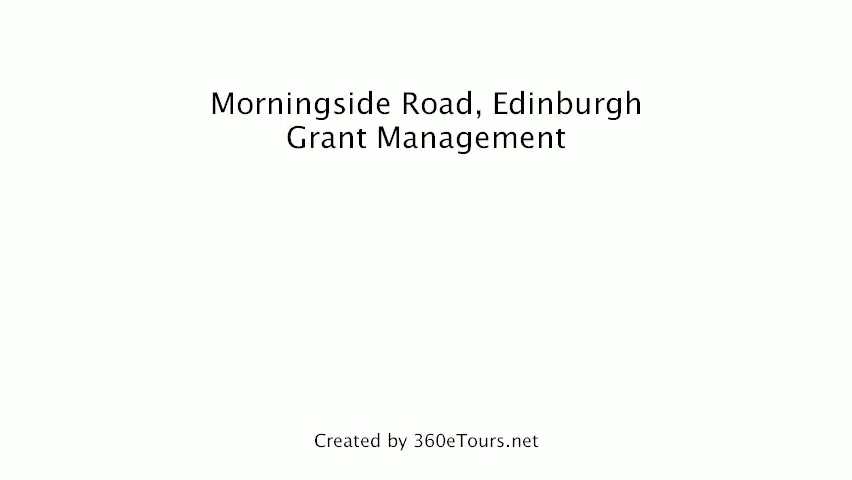 Morningside Road, Edinburgh
Grant Management
Created by 360eTours.net